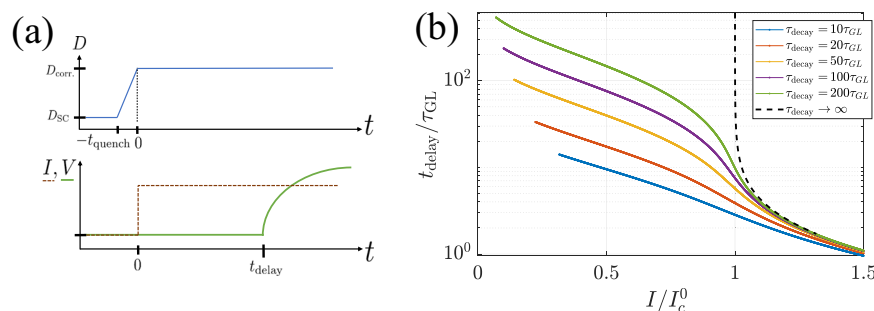 (a)
D
D_corr.
D_SC
−t_quench 0
t
I, V
0 t_delay
t
(b)
t_delay/τ_GL
10^2
10^1
10^0
0 0.5 1 1.5
I/I_c^0
τ_decay = 10τ_GL
τ_decay = 20τ_GL
τ_decay = 50τ_GL
τ_decay = 100τ_GL
τ_decay = 200τ_GL
τ_decay → ∞